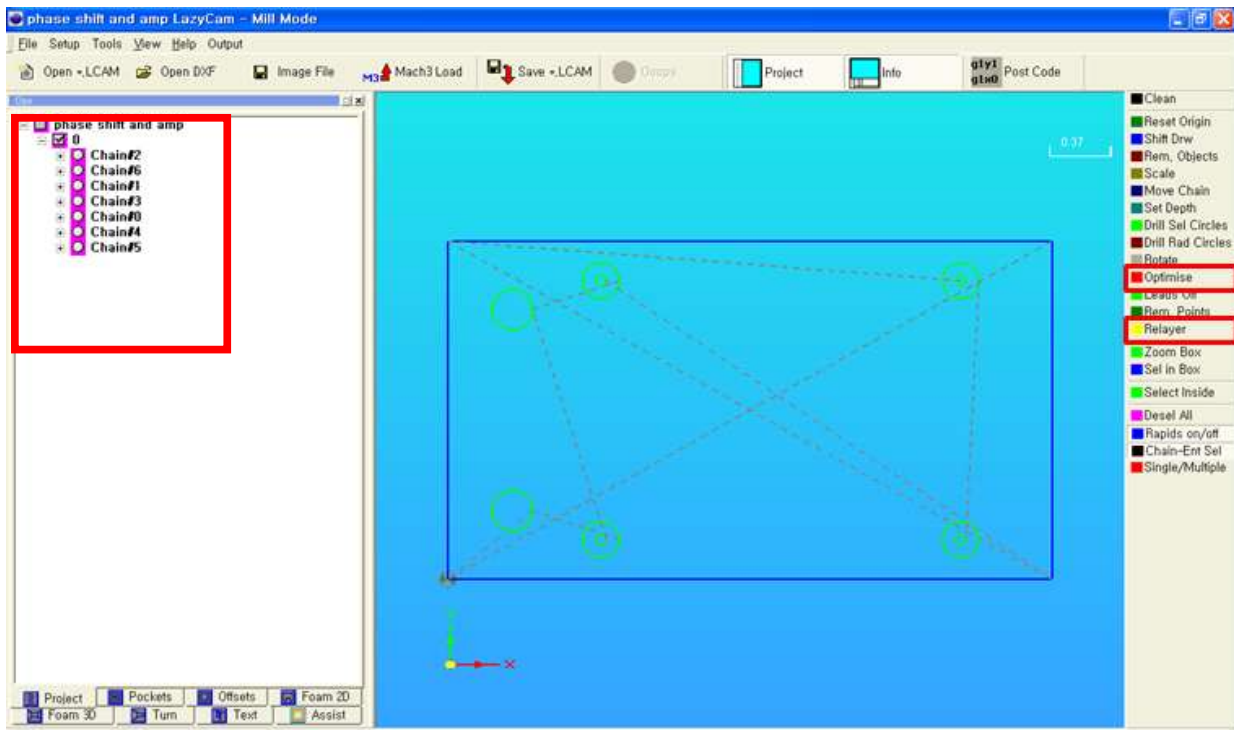 phase shift and amp LazyCam - Mill Mode
File Setup Tools View Help Output
Open *.LCAM Open DXF Image File M3 Mach3 Load Save *.LCAM Project Info g1y1 g1x0 Post Code
phase shift and amp
0
Chain#2
Chain#6
Chain#1
Chain#3
Chain#0
Chain#4
Chain#5
0.37
Clean
Reset Origin
Shift Drw
Rem, Objects
Scale
Move Chain
Set Depth
Drill Sel Circles
Drill Rad Circles
Rotate
Optimise
Leads On
Rem, Points
Relayer
Zoom Box
Sel in Box
Select Inside
Desel All
Rapids on/off
Chain-Ent Sel
Single/Multiple
Y
X
Project Pockets Offsets Foam 2D
Foam 3D Turn Text Assist